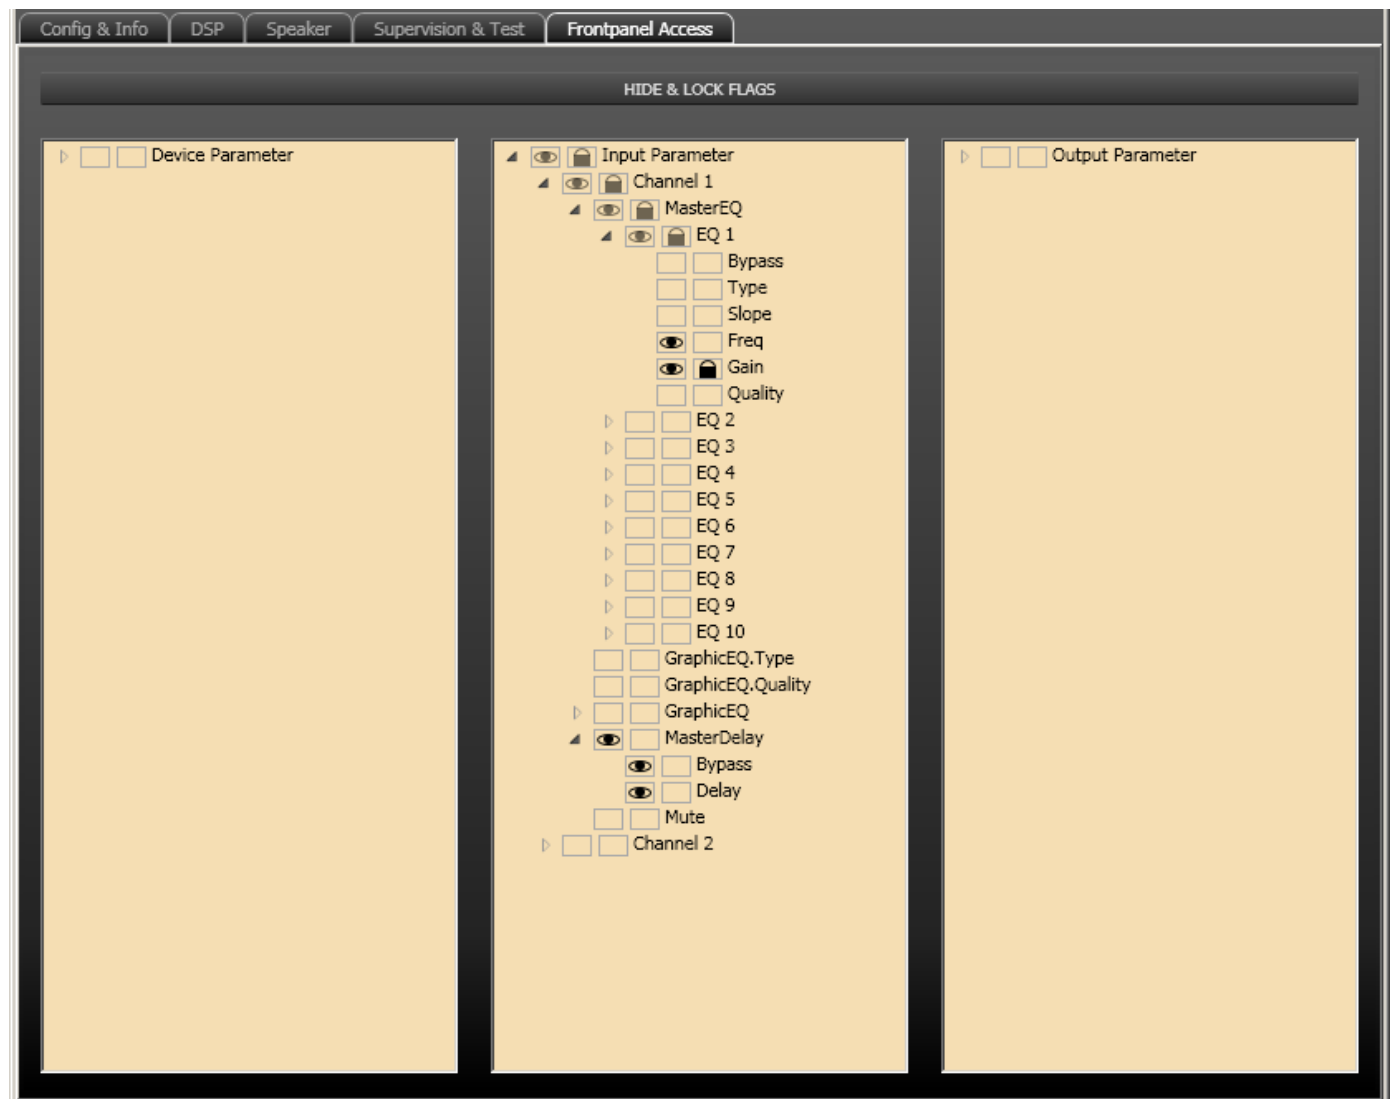 Config & Info DSP Speaker Supervision & Test Frontpanel Access
HIDE & LOCK FLAGS
Device Parameter
Input Parameter
Channel 1
MasterEQ
EQ 1
Bypass
Type
Slope
Freq
Gain
Quality
EQ 2
EQ 3
EQ 4
EQ 5
EQ 6
EQ 7
EQ 8
EQ 9
EQ 10
GraphicEQ.Type
GraphicEQ.Quality
GraphicEQ
MasterDelay
Bypass
Delay
Mute
Channel 2
Output Parameter